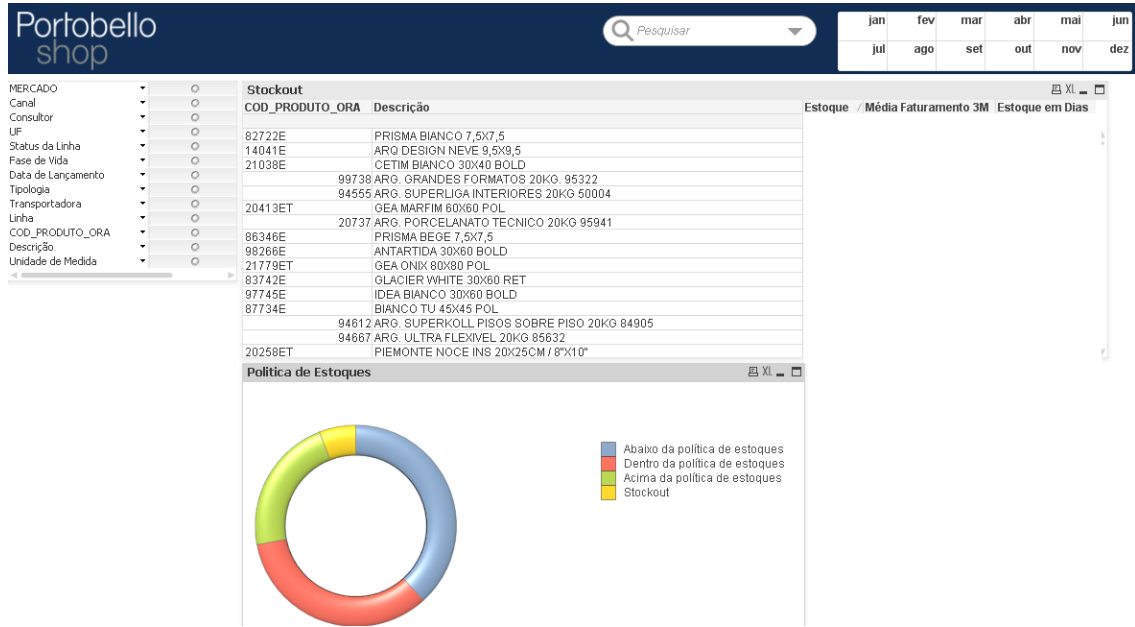 Portobello
shop
Pesquisar
jan fev mar abr mai jun
jul ago set out nov dez
MERCADO
Canal
Consultor
UF
Status da Linha
Fase de Vida
Data de Lançamento
Tipologia
Transportadora
Linha
COD_PRODUTO_ORA
Descrição
Unidade de Medida
Stockout XL
COD_PRODUTO_ORA Descrição Estoque Média Faturamento 3M Estoque em Dias
82722E PRISMA BIANCO 7,5X7,5
14041E ARQ DESIGN NEVE 9,5X9,5
21038E CETIM BIANCO 30X40 BOLD
99738 ARG. GRANDES FORMATOS 20KG. 95322
94555 ARG. SUPERLIGA INTERIORES 20KG 50004
20413ET GEA MARFIM 60X60 POL
20737 ARG. PORCELANATO TECNICO 20KG 95941
86346E PRISMA BEGE 7,5X7,5
98266E ANTARTIDA 30X60 BOLD
21779ET GEA ONIX 80X80 POL
83742E GLACIER WHITE 30X60 RET
97745E IDEA BIANCO 30X60 BOLD
87734E BIANCO TU 45X45 POL
94612 ARG. SUPERKOLL PISOS SOBRE PISO 20KG 84905
94667 ARG. ULTRA FLEXIVEL 20KG 85632
20258ET PIEMONTE NOCE INS 20X25CM / 8"X10"
Politica de Estoques XL
Abaixo da política de estoques
Dentro da política de estoques
Acima da política de estoques
Stockout